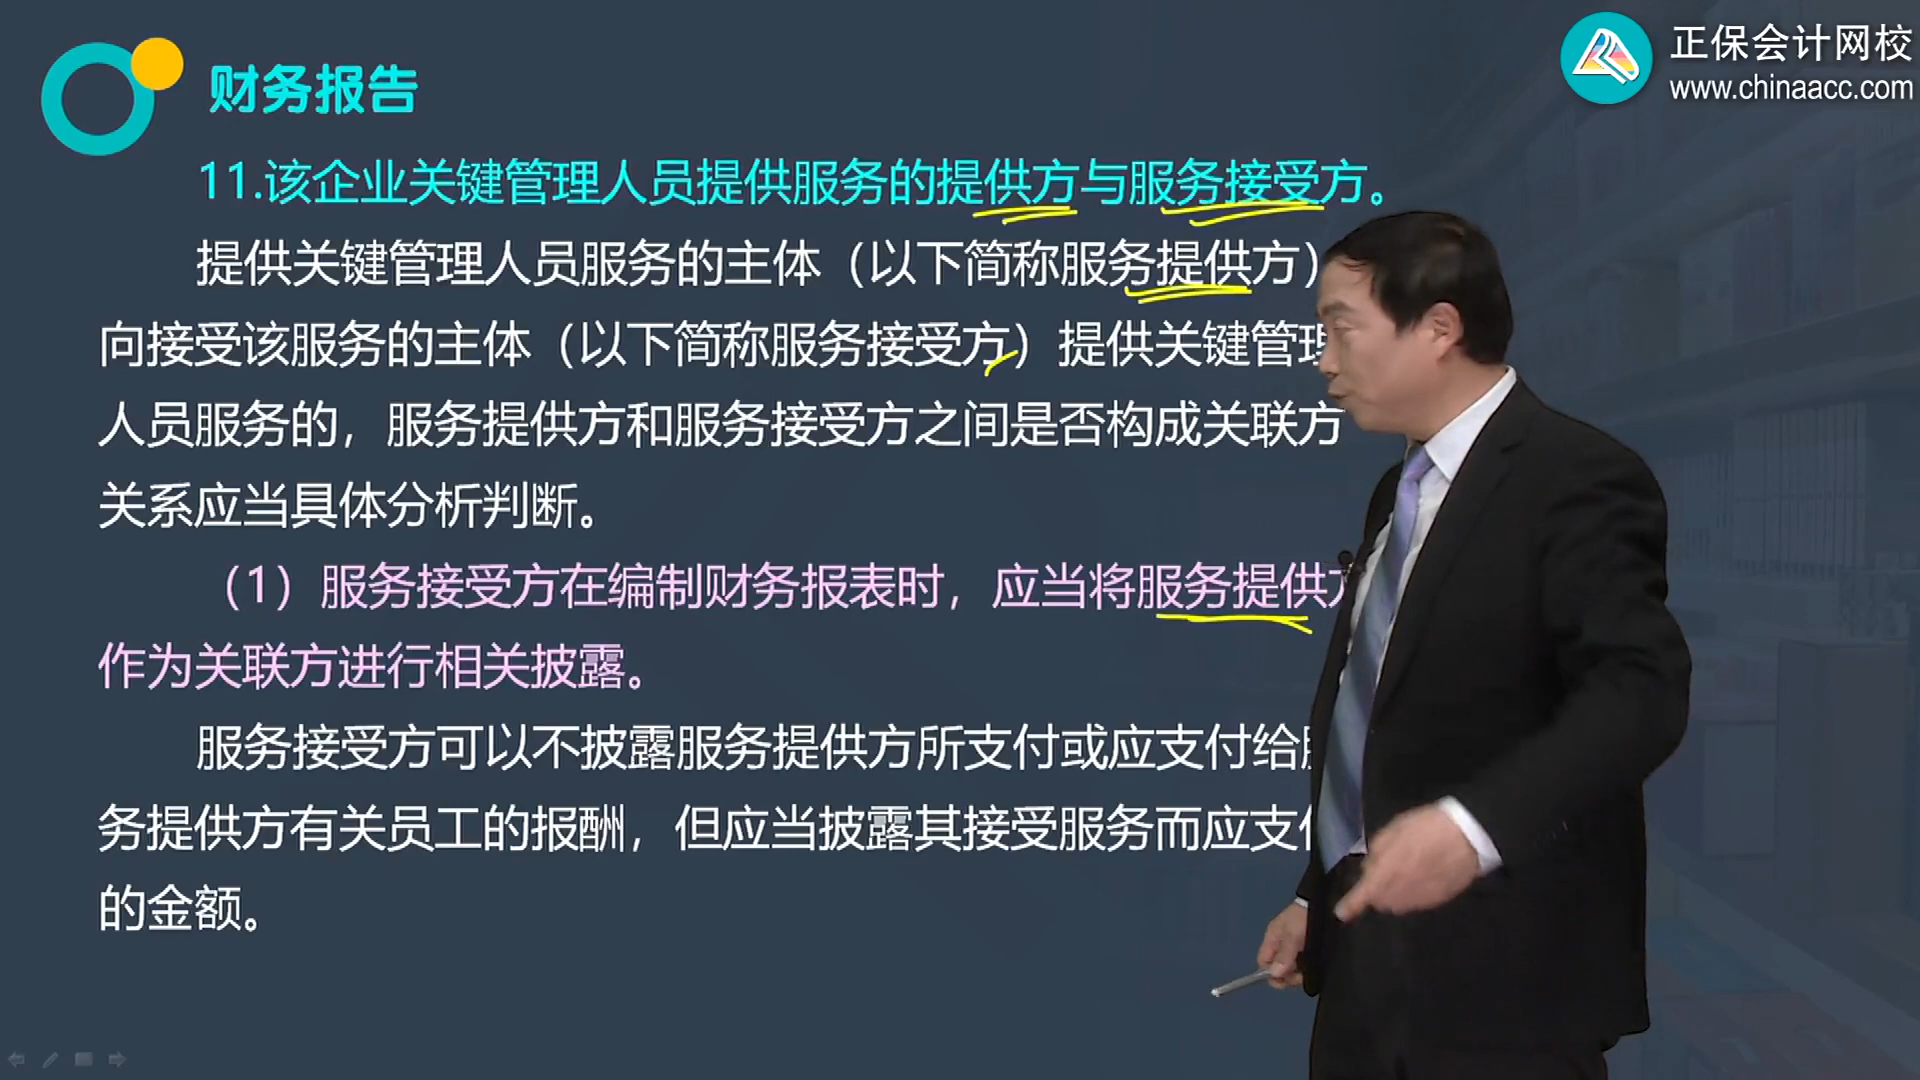 正保会计网校
www.chinaacc.com
财务报告
11.该企业关键管理人员提供服务的提供方与服务接受方。
提供关键管理人员服务的主体（以下简称服务提供方）
向接受该服务的主体（以下简称服务接受方）提供关键管理
人员服务的，服务提供方和服务接受方之间是否构成关联方
关系应当具体分析判断。
（1）服务接受方在编制财务报表时，应当将服务提供方
作为关联方进行相关披露。
服务接受方可以不披露服务提供方所支付或应支付给服
务提供方有关员工的报酬，但应当披露其接受服务而应支付
的金额。